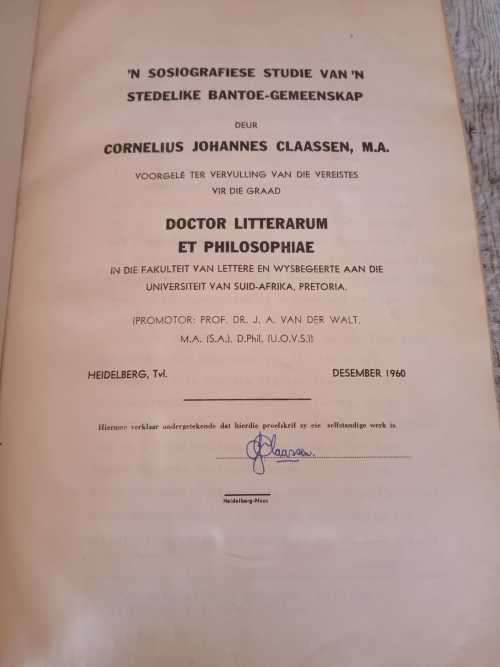 'N SOSIOGRAFIESE STUDIE VAN 'N
STEDELIKE BANTOE-GEMEENSKAP
DEUR
CORNELIUS JOHANNES CLAASSEN, M.A.
VOORGELÊ TER VERVULLING VAN DIE VEREISTES
VIR DIE GRAAD
DOCTOR LITTERARUM
ET PHILOSOPHIAE
IN DIE FAKULTEIT VAN LETTERE EN WYSBEGEERTE AAN DIE
UNIVERSITEIT VAN SUID-AFRIKA, PRETORIA.
(PROMOTOR: PROF. DR. J. A. VAN DER WALT,
M.A. (S.A.), D.Phil, (U.O.V.S.))
HEIDELBERG, Tvl. DESEMBER 1960
Hiermee verklaar ondergetekende dat hierdie proefskrif sy eie selfstandige werk is.
CJClaassen.